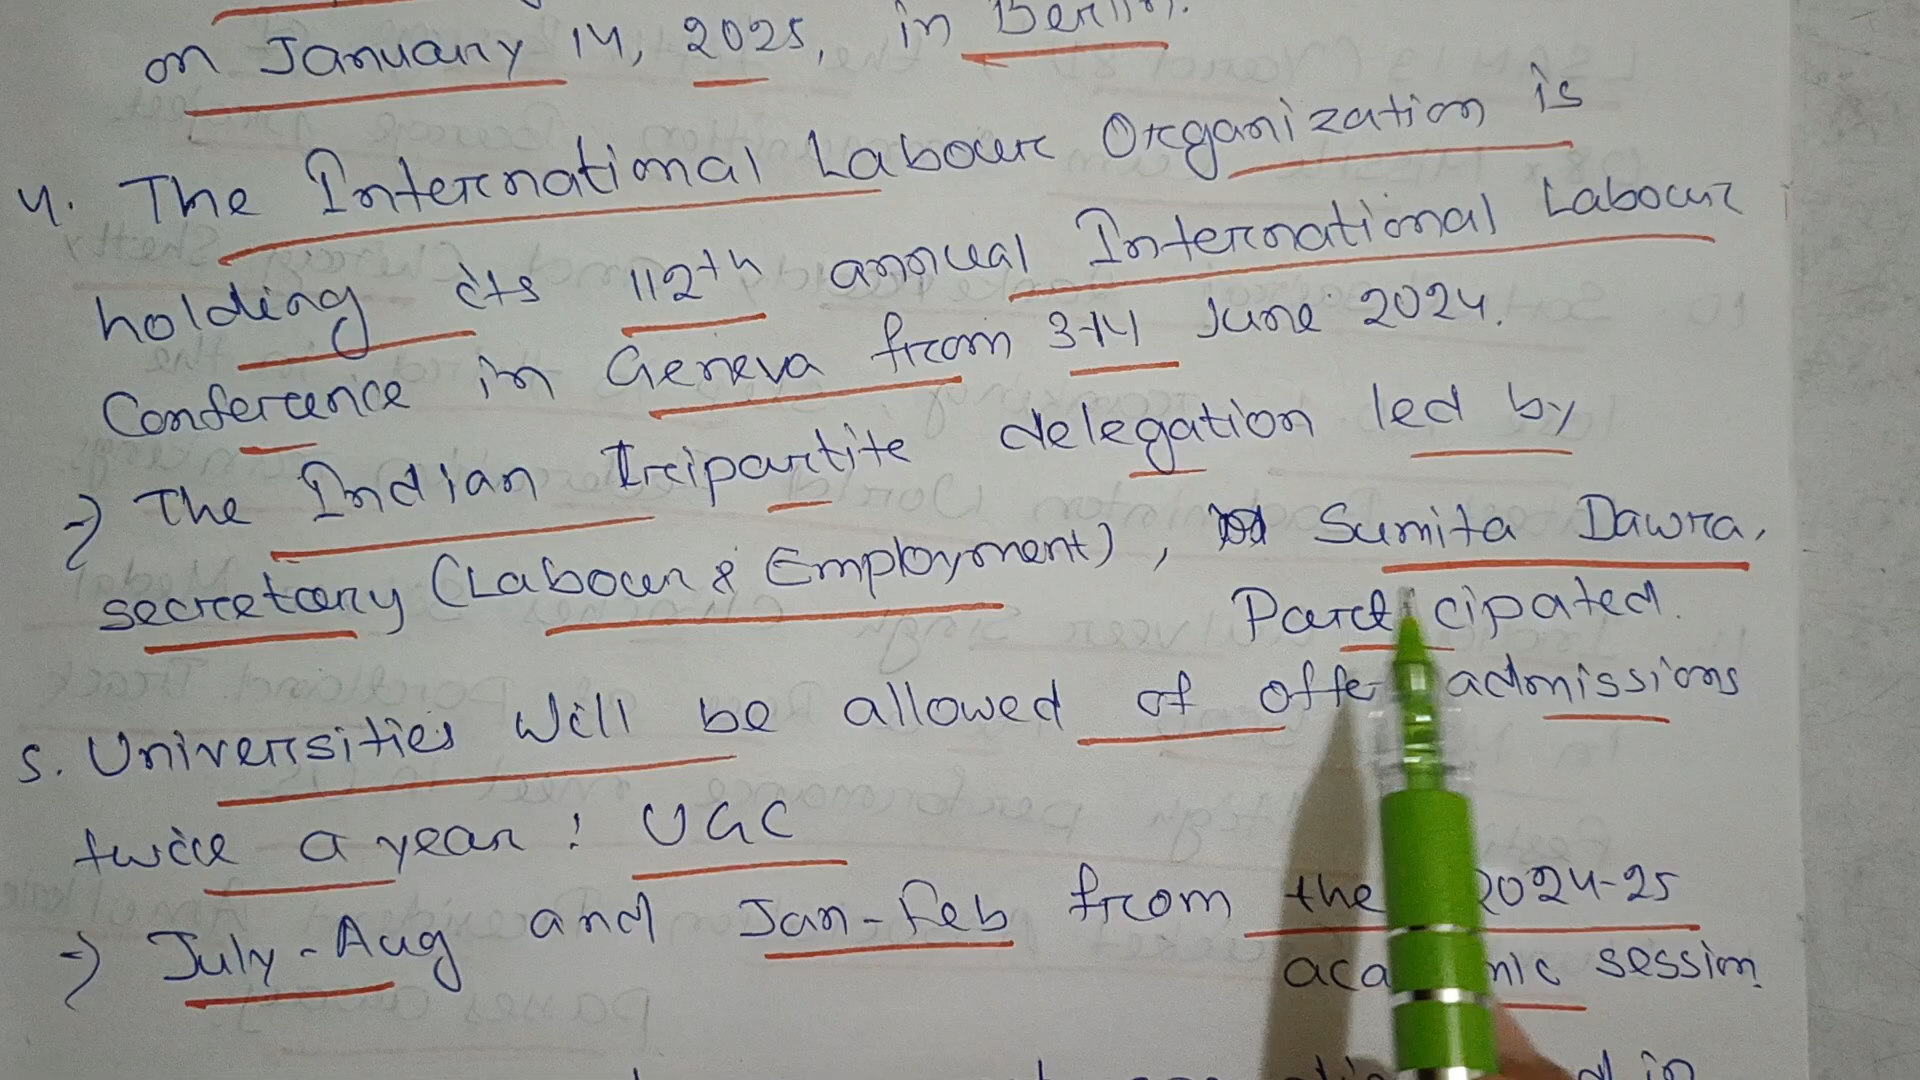 on January 14, 2025, in Berlin.
4. The International Labour Organization is
holding its 112th annual International Labour
Conference in Geneva from 3-14 June 2024.
=) The Indian Tripartite delegation led by
secretary (Labour & Employment), Sumita Dawra,
Participated.
5. Universities will be allowed of offer admissions
twice a year : UGC
=) July-Aug and Jan-Feb from the 2024-25
academic session